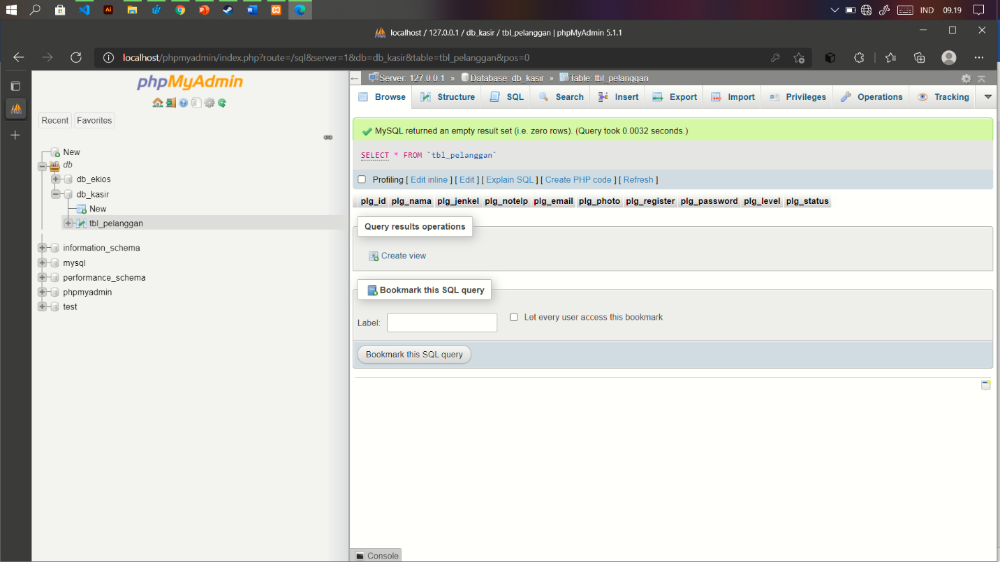 IND 09.19
localhost / 127.0.0.1 / db_kasir / tbl_pelanggan | phpMyAdmin 5.1.1
localhost/phpmyadmin/index.php?route=/sql&server=1&db=db_kasir&table=tbl_pelanggan&pos=0
phpMyAdmin
Recent Favorites
New
db
db_ekios
db_kasir
New
tbl_pelanggan
information_schema
mysql
performance_schema
phpmyadmin
test
Server: 127.0.0.1 » Database: db_kasir » Table: tbl_pelanggan
Browse Structure SQL Search Insert Export Import Privileges Operations Tracking
MySQL returned an empty result set (i.e. zero rows). (Query took 0.0032 seconds.)
SELECT * FROM `tbl_pelanggan`
Profiling [ Edit inline ] [ Edit ] [ Explain SQL ] [ Create PHP code ] [ Refresh ]
plg_id plg_nama plg_jenkel plg_notelp plg_email plg_photo plg_register plg_password plg_level plg_status
Query results operations
Create view
Bookmark this SQL query
Label: Let every user access this bookmark
Bookmark this SQL query
Console